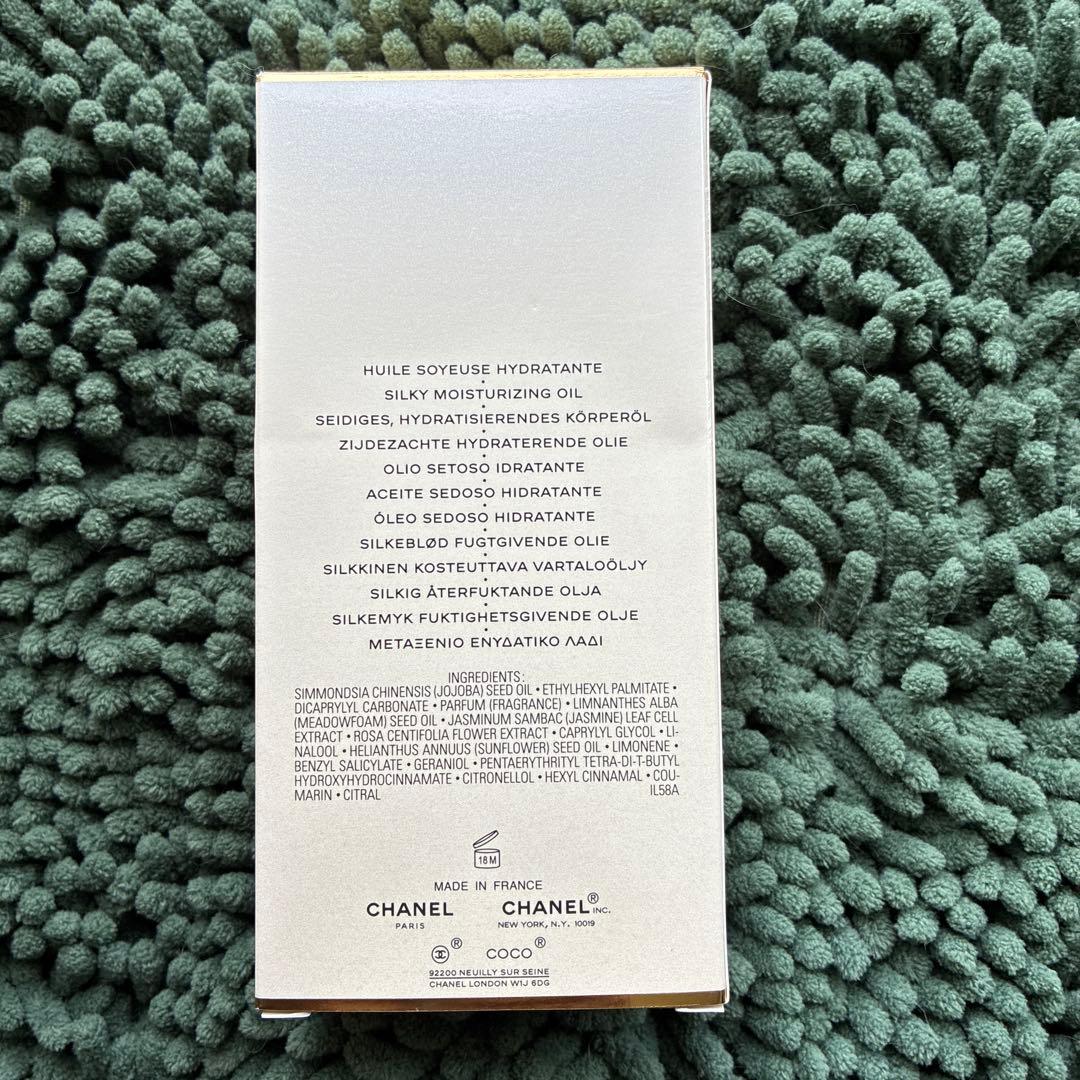 HUILE SOYEUSE HYDRATANTE
•
SILKY MOISTURIZING OIL
•
SEIDIGES, HYDRATISIERENDES KÖRPERÖL
•
ZIJDEZACHTE HYDRATERENDE OLIE
•
OLIO SETOSO IDRATANTE
•
ACEITE SEDOSO HIDRATANTE
•
ÓLEO SEDOSO HIDRATANTE
•
SILKEBLØD FUGTGIVENDE OLIE
•
SILKKINEN KOSTEUTTAVA VARTALOÖLJY
•
SILKIG ÅTERFUKTANDE OLJA
•
SILKEMYK FUKTIGHETSGIVENDE OLJE
•
ΜΕΤΑΞΕΝΙΟ ΕΝΥΔΑΤΙΚΟ ΛΑΔΙ
INGREDIENTS:
SIMMONDSIA CHINENSIS (JOJOBA) SEED OIL • ETHYLHEXYL PALMITATE •
DICAPRYLYL CARBONATE • PARFUM (FRAGRANCE) • LIMNANTHES ALBA
(MEADOWFOAM) SEED OIL • JASMINUM SAMBAC (JASMINE) LEAF CELL
EXTRACT • ROSA CENTIFOLIA FLOWER EXTRACT • CAPRYLYL GLYCOL • LI-
NALOOL • HELIANTHUS ANNUUS (SUNFLOWER) SEED OIL • LIMONENE •
BENZYL SALICYLATE • GERANIOL • PENTAERYTHRITYL TETRA-DI-T-BUTYL
HYDROXYHYDROCINNAMATE • CITRONELLOL • HEXYL CINNAMAL • COU-
MARIN • CITRAL IL58A
18 M
MADE IN FRANCE
CHANEL CHANEL® INC.
PARIS NEW YORK, N.Y. 10019
® COCO®
92200 NEUILLY SUR SEINE
CHANEL LONDON W1J 6DG